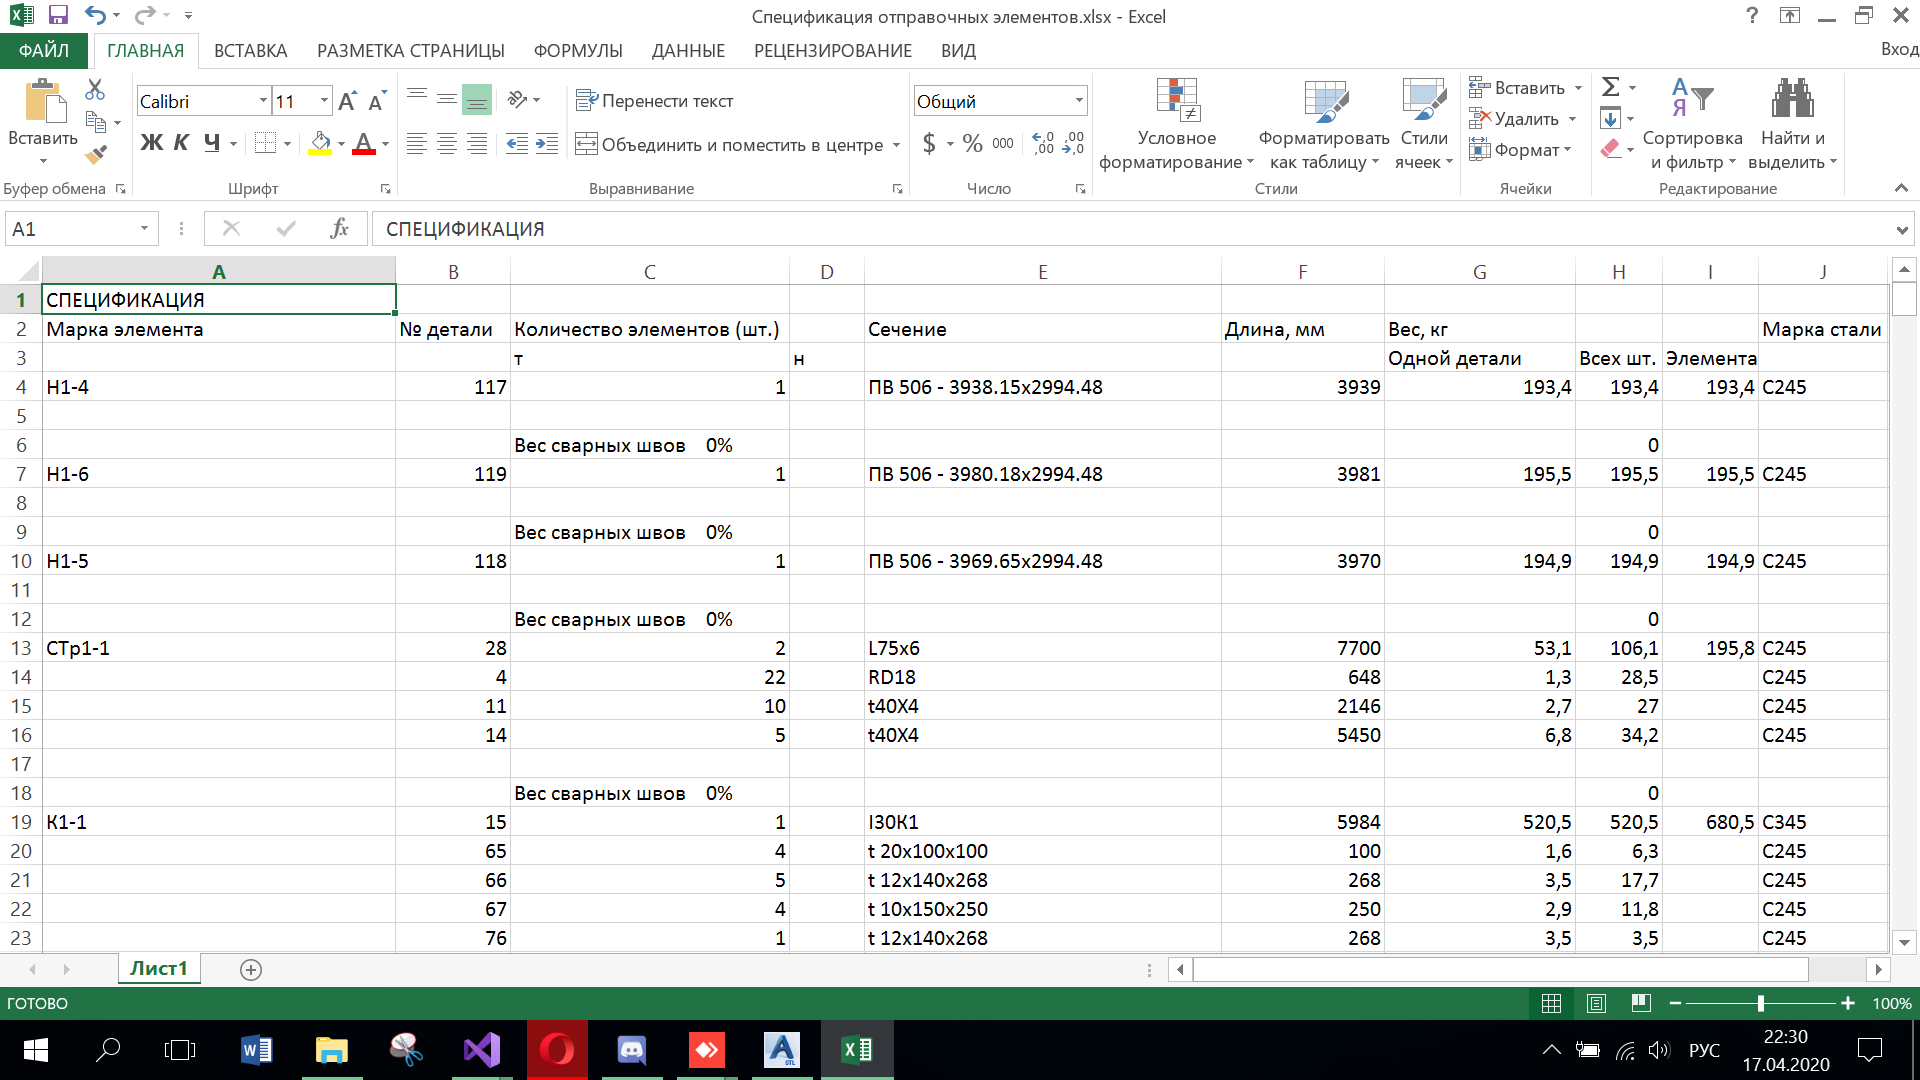 Спецификация отправочных элементов.xlsx - Excel
ФАЙЛ ГЛАВНАЯ ВСТАВКА РАЗМЕТКА СТРАНИЦЫ ФОРМУЛЫ ДАННЫЕ РЕЦЕНЗИРОВАНИЕ ВИД Вход
Calibri 11 Перенести текст Общий
Вставить Ж К Ч Объединить и поместить в центре $ % 000
Условное форматирование
Форматировать как таблицу
Стили ячеек
Вставить
Удалить
Формат
Сортировка и фильтр
Найти и выделить
Буфер обмена Шрифт Выравнивание Число Стили Ячейки Редактирование
A1 fx СПЕЦИФИКАЦИЯ
A B C D E F G H I J
1 СПЕЦИФИКАЦИЯ
2 Марка элемента № детали Количество элементов (шт.) Сечение Длина, мм Вес, кг Марка стали
3 т н Одной детали Всех шт. Элемента
4 Н1-4 117 1 ПВ 506 - 3938.15x2994.48 3939 193,4 193,4 193,4 С245
5
6 Вес сварных швов 0% 0
7 Н1-6 119 1 ПВ 506 - 3980.18x2994.48 3981 195,5 195,5 195,5 С245
8
9 Вес сварных швов 0% 0
10 Н1-5 118 1 ПВ 506 - 3969.65x2994.48 3970 194,9 194,9 194,9 С245
11
12 Вес сварных швов 0% 0
13 СТр1-1 28 2 L75x6 7700 53,1 106,1 195,8 С245
14 4 22 RD18 648 1,3 28,5 С245
15 11 10 t40X4 2146 2,7 27 С245
16 14 5 t40X4 5450 6,8 34,2 С245
17
18 Вес сварных швов 0% 0
19 К1-1 15 1 I30К1 5984 520,5 520,5 680,5 С345
20 65 4 t 20x100x100 100 1,6 6,3 С245
21 66 5 t 12x140x268 268 3,5 17,7 С245
22 67 4 t 10x150x250 250 2,9 11,8 С245
23 76 1 t 12x140x268 268 3,5 3,5 С245
Лист1
ГОТОВО 100%
РУС 22:30
17.04.2020